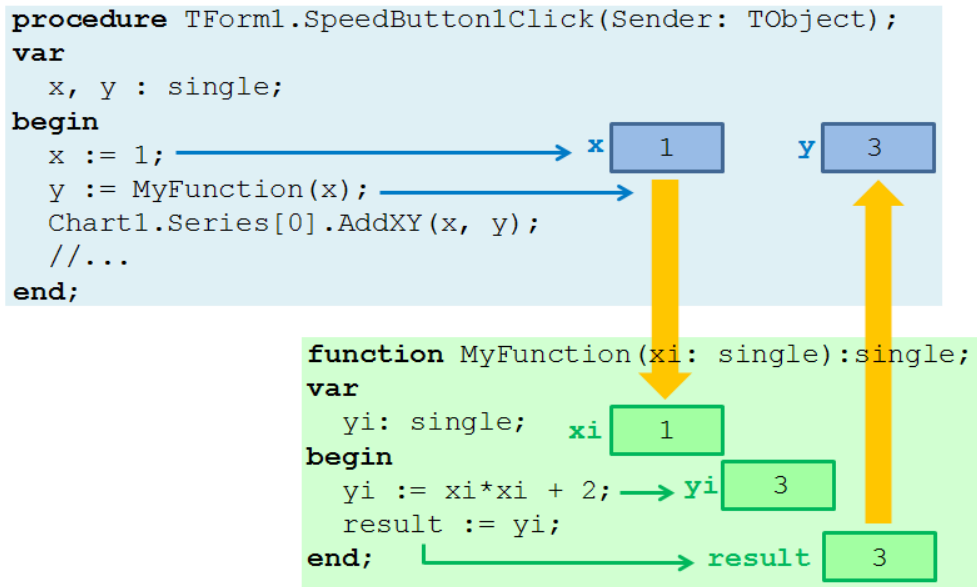 procedure TForm1.SpeedButton1Click(Sender: TObject);
var
x, y : single;
begin
x := 1; x 1 y 3
y := MyFunction(x);
Chart1.Series[0].AddXY(x, y);
//...
end;
function MyFunction(xi: single):single;
var
yi: single; xi 1
begin
yi := xi*xi + 2; yi 3
result := yi;
end; result 3